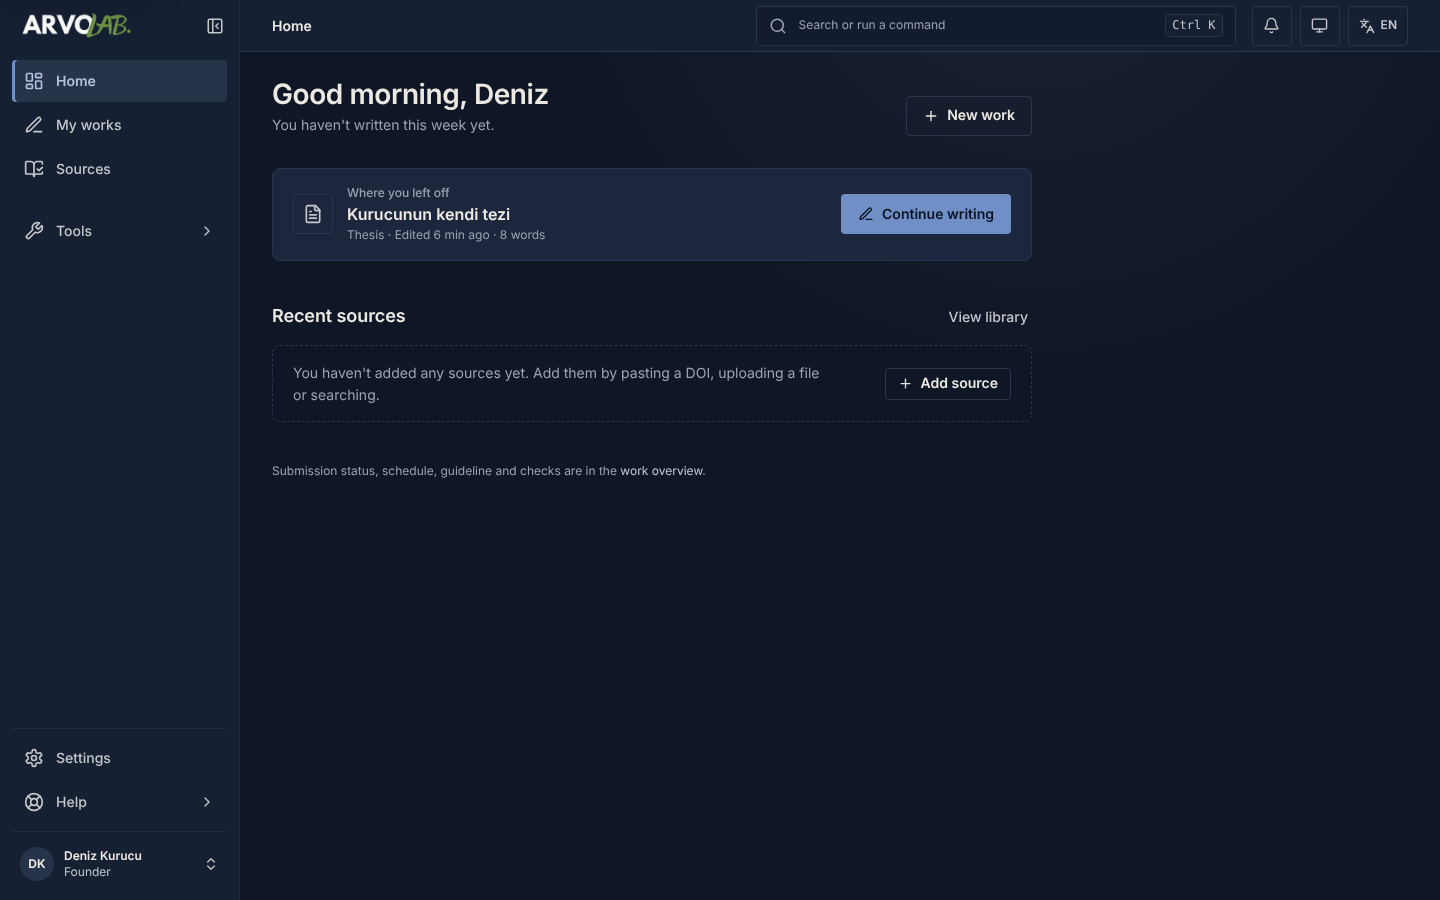 ARVO LAB.
Home
My works
Sources
Tools
Settings
Help
DK
Deniz Kurucu
Founder
Home
Search or run a command
Ctrl K
EN
Good morning, Deniz
You haven't written this week yet.
New work
Where you left off
Kurucunun kendi tezi
Thesis · Edited 6 min ago · 8 words
Continue writing
Recent sources
View library
You haven't added any sources yet. Add them by pasting a DOI, uploading a file
or searching.
Add source
Submission status, schedule, guideline and checks are in the work overview.